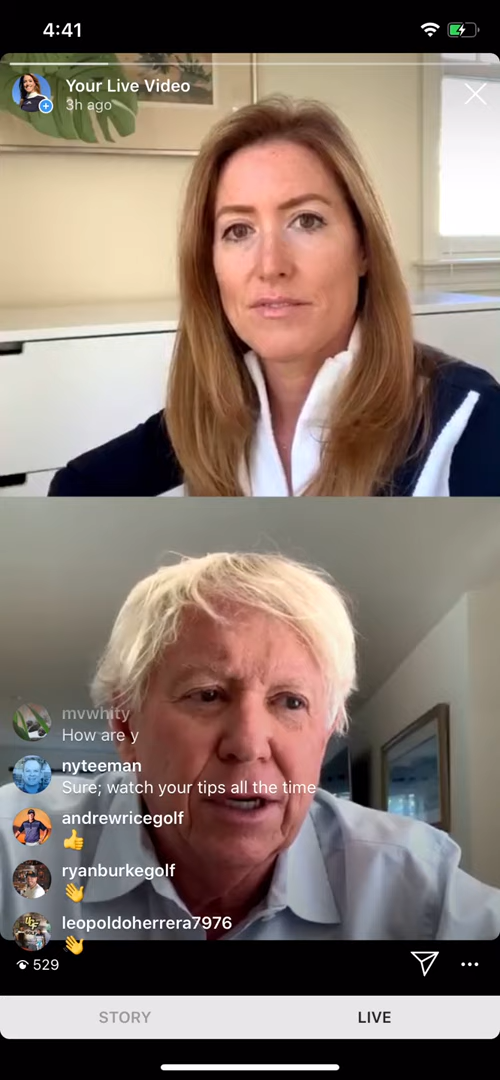 4:41
Your Live Video
3h ago
mvwhity
How are y
nyteeman
Sure; watch your tips all the time
andrewricegolf
👍
ryanburkegolf
👋
leopoldoherrera7976
👋
529
STORY
LIVE